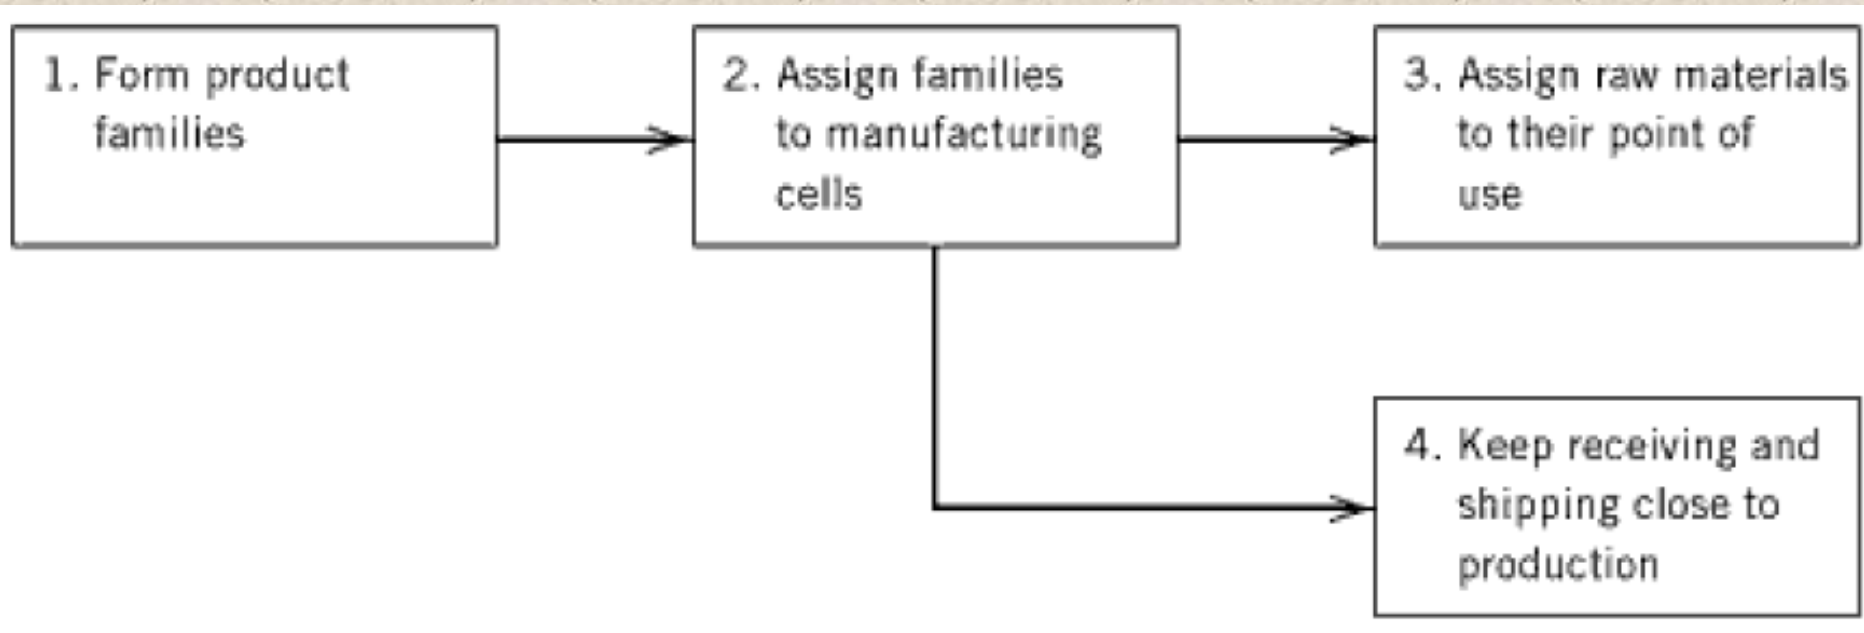 1. Form product
families
2. Assign families
to manufacturing
cells
3. Assign raw materials
to their point of
use
4. Keep receiving and
shipping close to
production